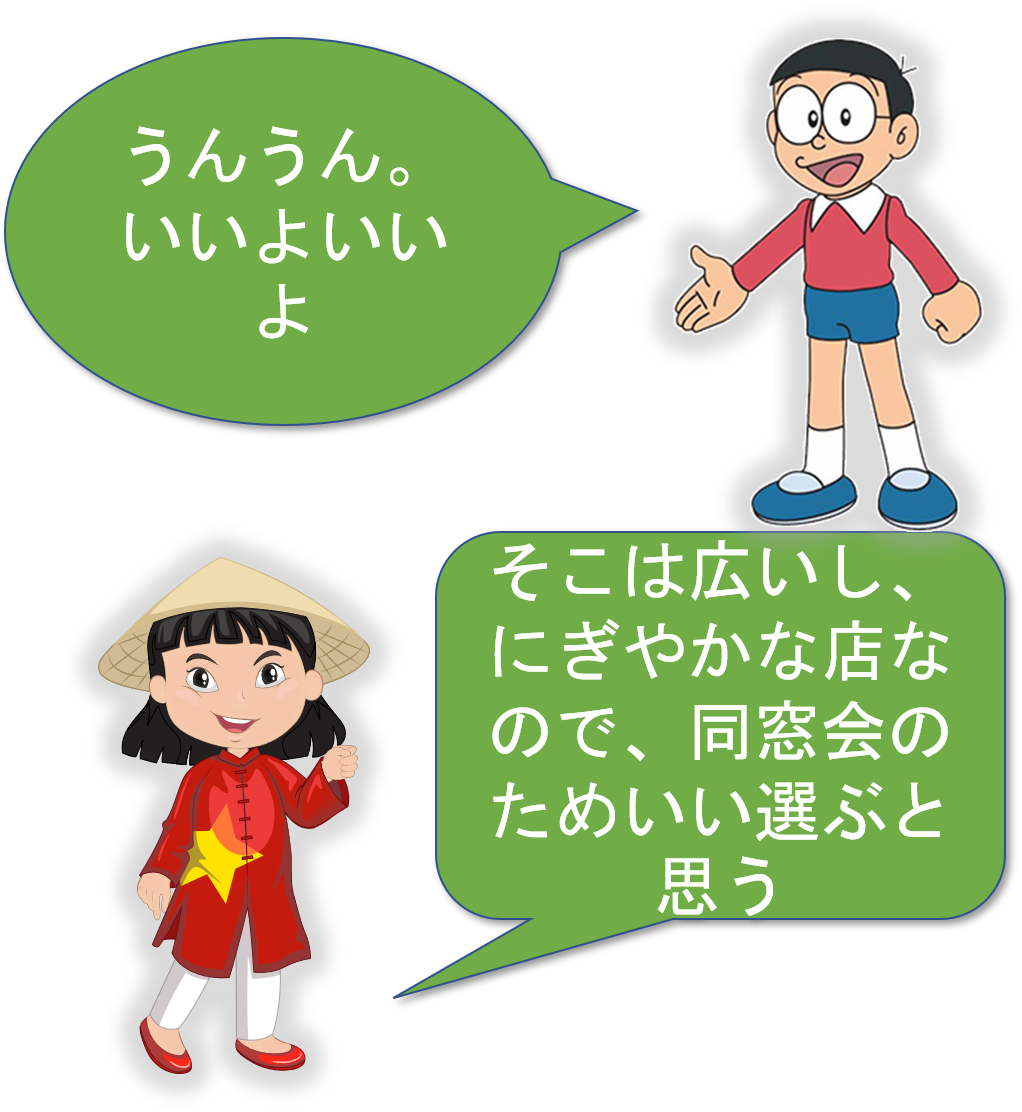 うんうん。
いいよいい
よ
そこは広いし、
にぎやかな店な
ので、同窓会の
ためいい選ぶと
思う